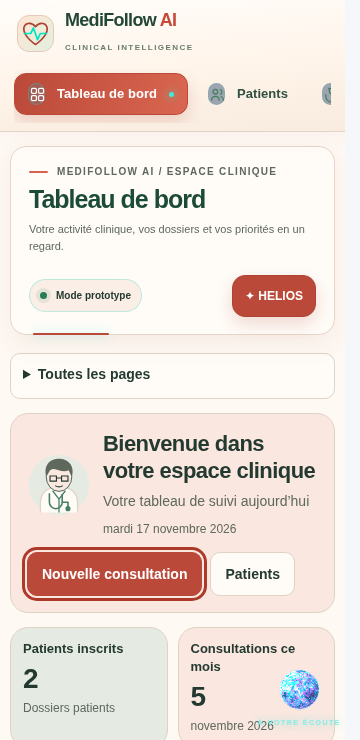 MediFollow AI
CLINICAL INTELLIGENCE
Tableau de bord
Patients
MEDIFOLLOW AI / ESPACE CLINIQUE
Tableau de bord
Votre activité clinique, vos dossiers et vos priorités en un
regard.
Mode prototype
✦ HELIOS
▶ Toutes les pages
Bienvenue dans
votre espace clinique
Votre tableau de suivi aujourd’hui
mardi 17 novembre 2026
Nouvelle consultation
Patients
Patients inscrits
2
Dossiers patients
Consultations ce
mois
5
novembre 2026
VOTRE ÉCOUTE